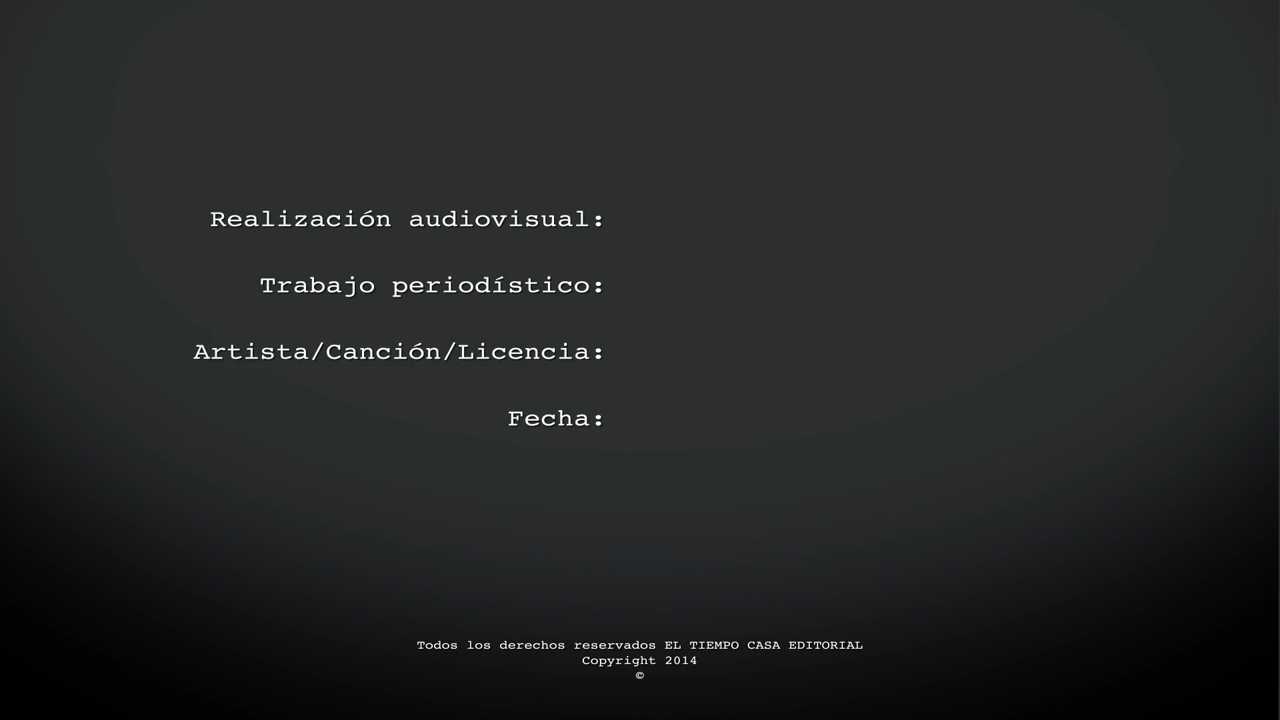 Realización audiovisual:
Trabajo periodístico:
Artista/Canción/Licencia:
Fecha:
Todos los derechos reservados EL TIEMPO CASA EDITORIAL
Copyright 2014
©